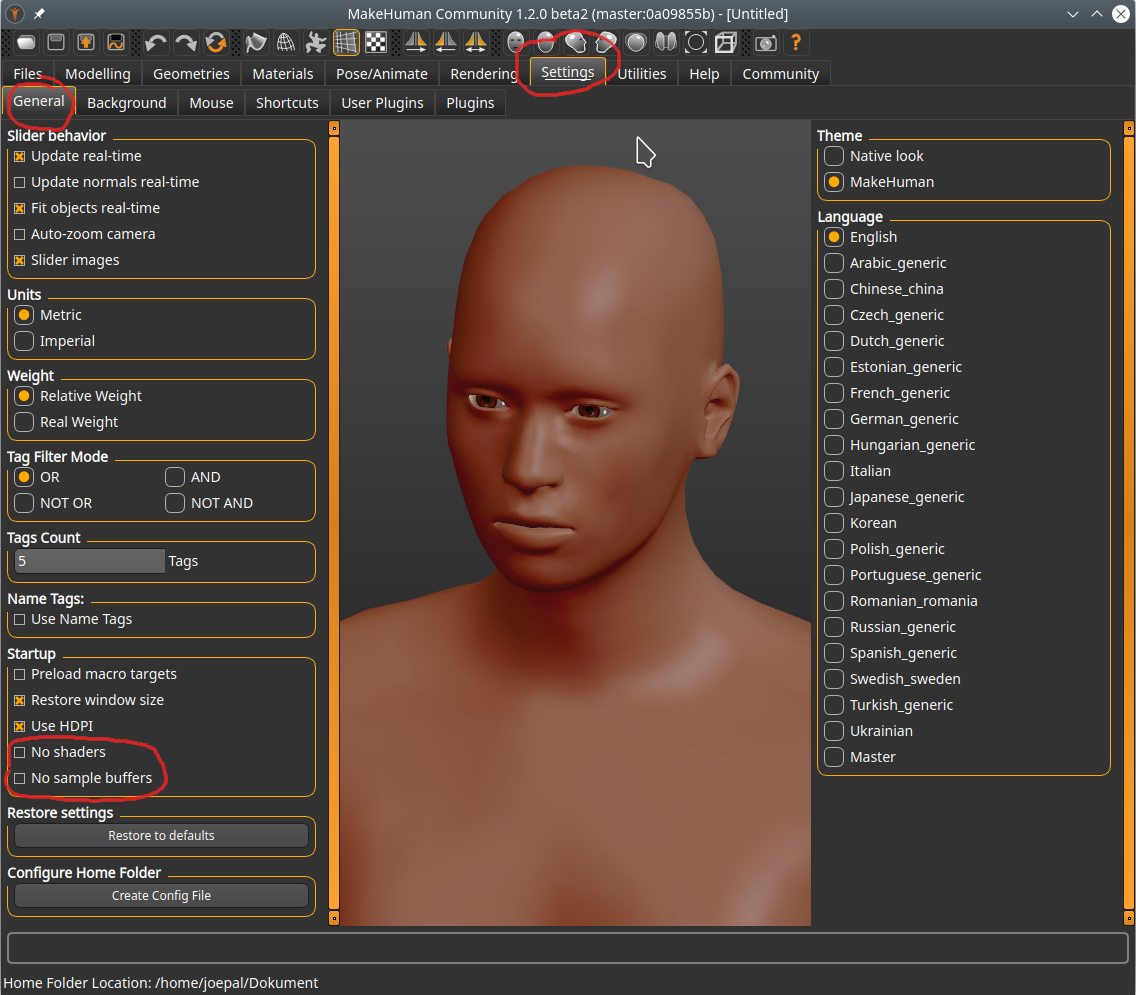 MakeHuman Community 1.2.0 beta2 (master:0a09855b) - [Untitled]
Files Modelling Geometries Materials Pose/Animate Rendering Settings Utilities Help Community
General Background Mouse Shortcuts User Plugins Plugins
Slider behavior
Update real-time
Update normals real-time
Fit objects real-time
Auto-zoom camera
Slider images
Units
Metric
Imperial
Weight
Relative Weight
Real Weight
Tag Filter Mode
OR AND
NOT OR NOT AND
Tags Count
5 Tags
Name Tags:
Use Name Tags
Startup
Preload macro targets
Restore window size
Use HDPI
No shaders
No sample buffers
Restore settings
Restore to defaults
Configure Home Folder
Create Config File
Theme
Native look
MakeHuman
Language
English
Arabic_generic
Chinese_china
Czech_generic
Dutch_generic
Estonian_generic
French_generic
German_generic
Hungarian_generic
Italian
Japanese_generic
Korean
Polish_generic
Portuguese_generic
Romanian_romania
Russian_generic
Spanish_generic
Swedish_sweden
Turkish_generic
Ukrainian
Master
Home Folder Location: /home/joepal/Dokument